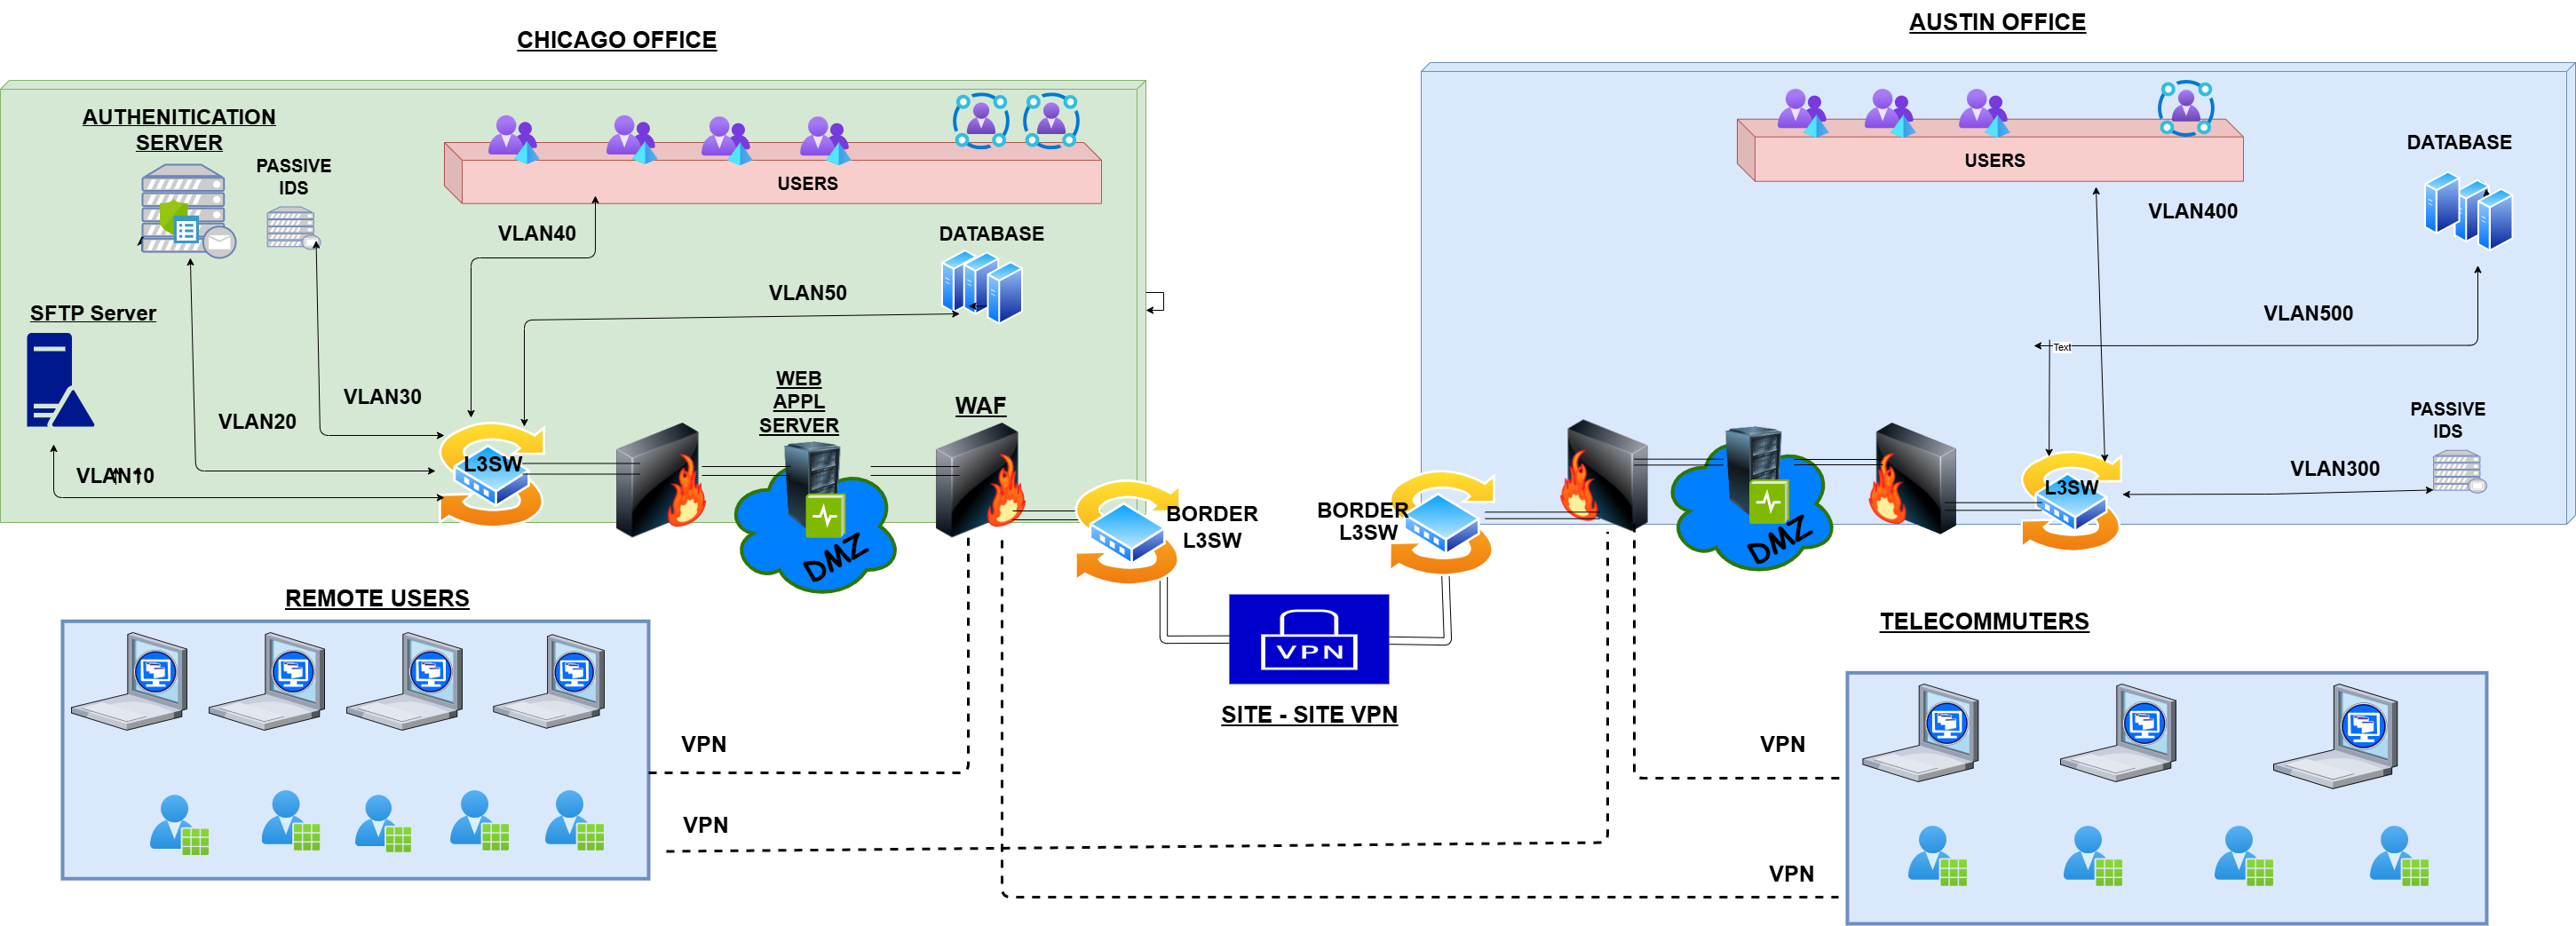 CHICAGO OFFICE
AUSTIN OFFICE
AUTHENITICATION
SERVER
PASSIVE
IDS
USERS
VLAN40
DATABASE
VLAN50
SFTP Server
VLAN30
VLAN20
VLAN10
L3SW
WEB
APPL
SERVER
WAF
DMZ
BORDER
L3SW
USERS
VLAN400
DATABASE
VLAN500
Text
PASSIVE
IDS
VLAN300
L3SW
DMZ
BORDER
L3SW
VPN
SITE - SITE VPN
REMOTE USERS
VPN
VPN
TELECOMMUTERS
VPN
VPN